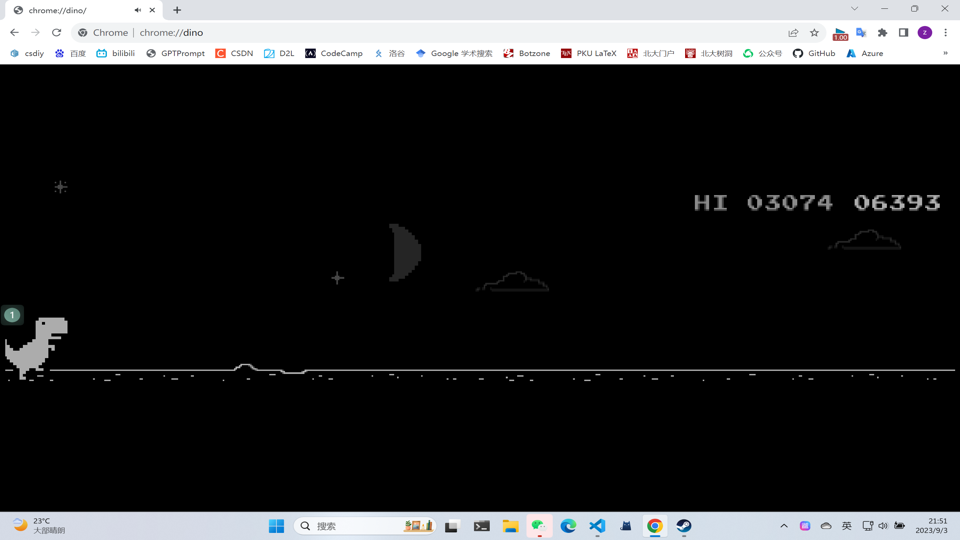 chrome://dino/
Chrome | chrome://dino
1.00
z
csdiy 百度 bilibili GPTPrompt CSDN D2L CodeCamp 洛谷 Google 学术搜索 Botzone PKU LaTeX 北大门户 北大树洞 公众号 GitHub Azure »
HI 03074 06393
1
23°C
大部晴朗
搜索
英
21:51
2023/9/3